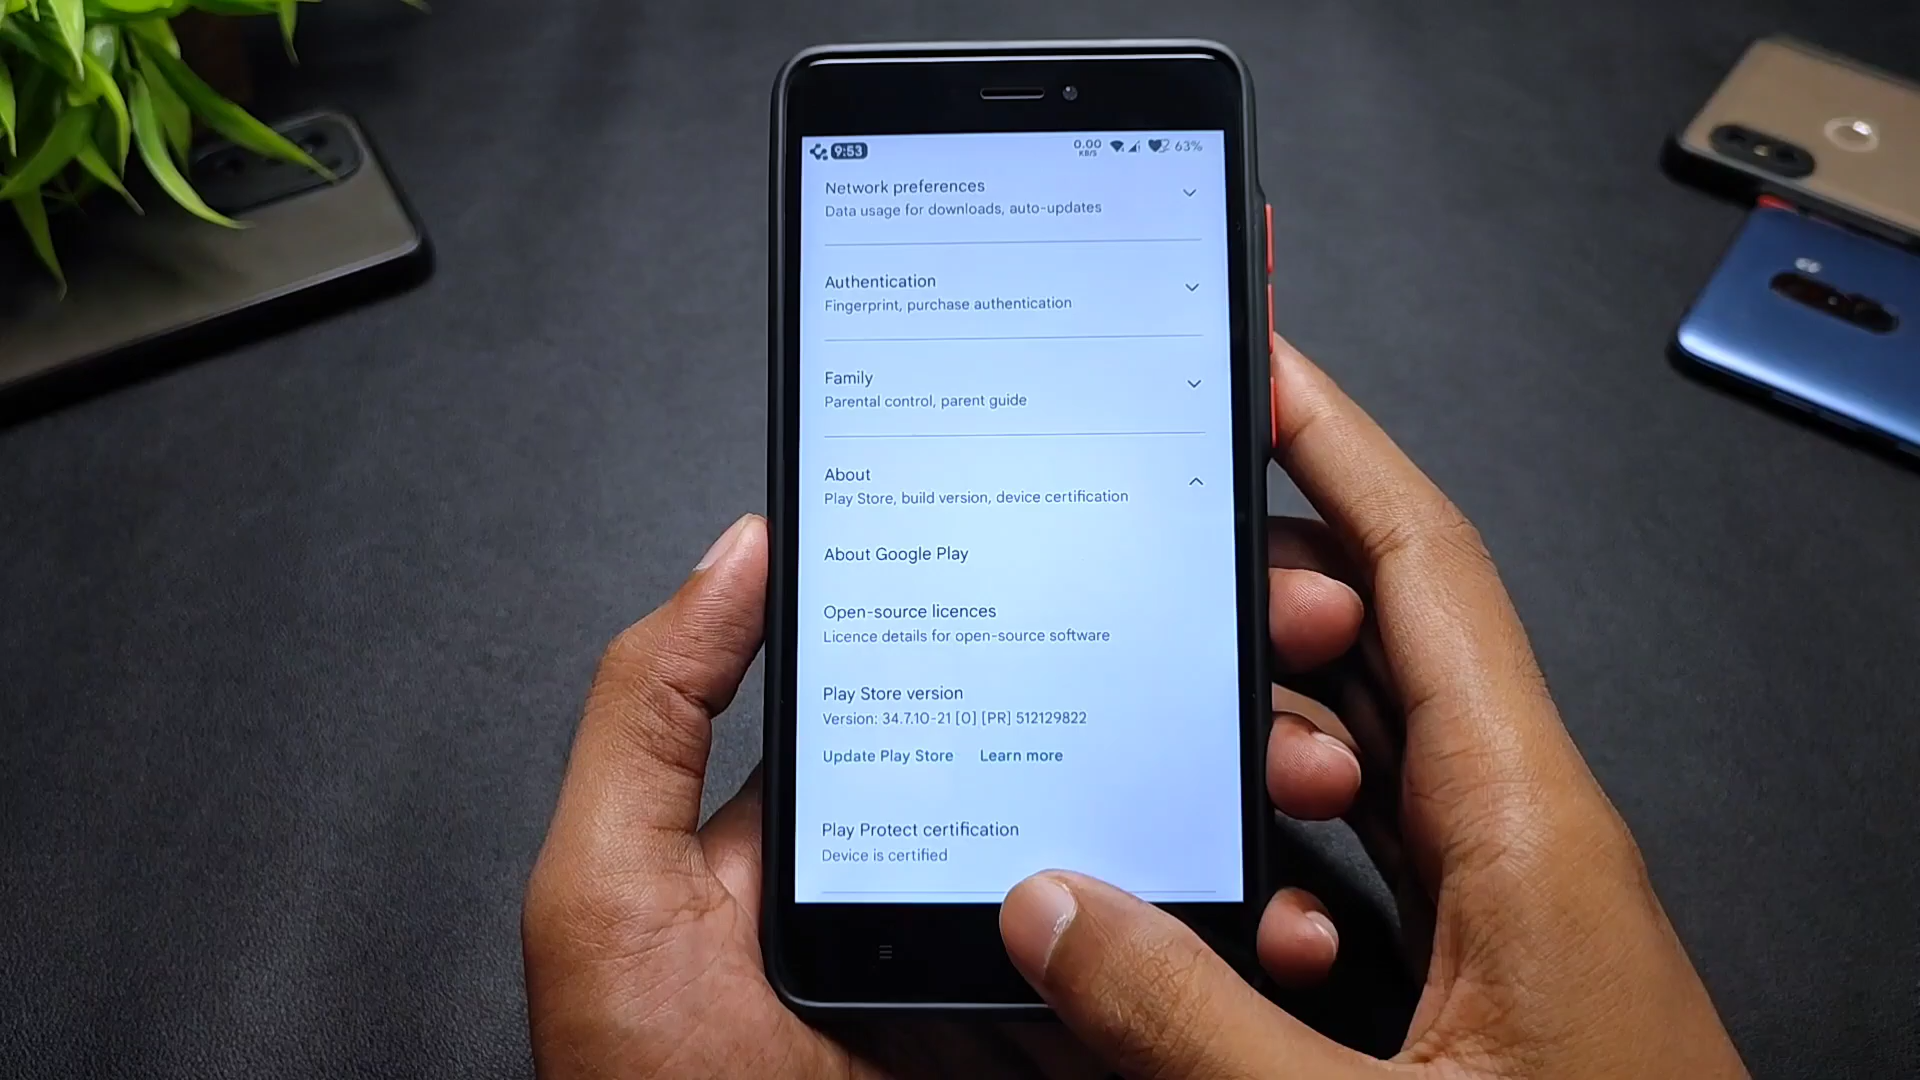 9:53
0.00
KB/S
63%
Network preferences
Data usage for downloads, auto-updates
Authentication
Fingerprint, purchase authentication
Family
Parental control, parent guide
About
Play Store, build version, device certification
About Google Play
Open-source licences
Licence details for open-source software
Play Store version
Version: 34.7.10-21 [0] [PR] 512129822
Update Play Store Learn more
Play Protect certification
Device is certified